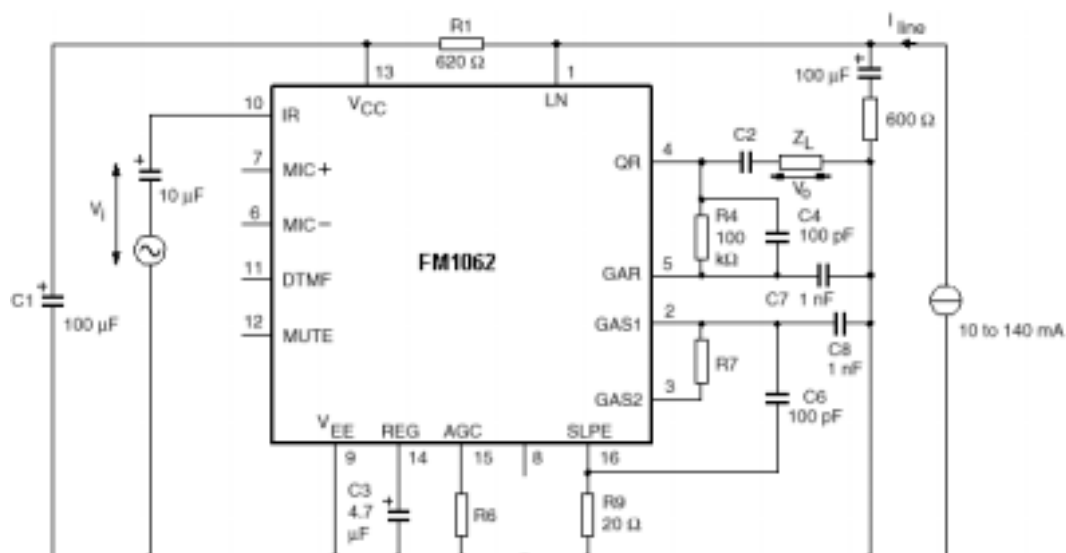 R1
620 Ω
I line
13
1
VCC
LN
100 µF
+
600 Ω
10
IR
C2
ZL
4
QR
Vo
7
MIC+
+
10 µF
Vi
6
MIC−
R4
100
kΩ
C4
100 pF
FM1062
5
GAR
11
DTMF
C7
1 nF
C1
+
100 µF
2
GAS1
12
MUTE
10 to 140 mA
C8
1 nF
R7
3
GAS2
C6
100 pF
VEE
REG
AGC
SLPE
9
14
15
8
16
C3
4.7
µF
+
R6
R9
20 Ω